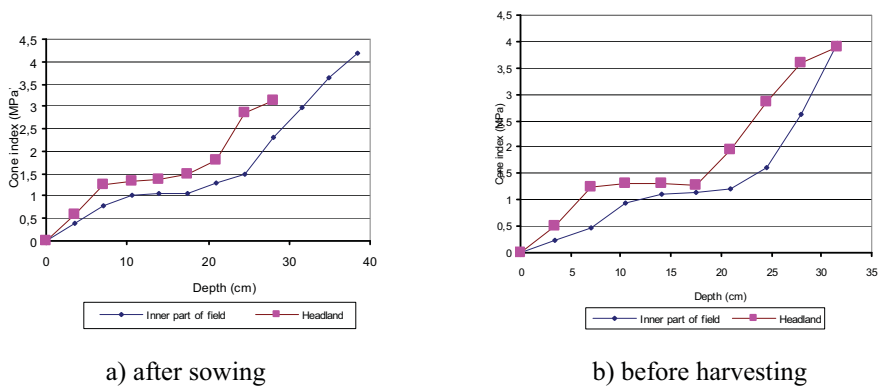 4,5
4
3,5
3
2,5
2
1,5
1
0,5
0
Cone index (MPa)
0 10 20 30 40
Depth (cm)
Inner part of field Headland
a) after sowing
4,5
4
3,5
3
2,5
2
1,5
1
0,5
0
Cone index (MPa)
0 5 10 15 20 25 30 35
Depth (cm)
Inner part of field Headland
b) before harvesting